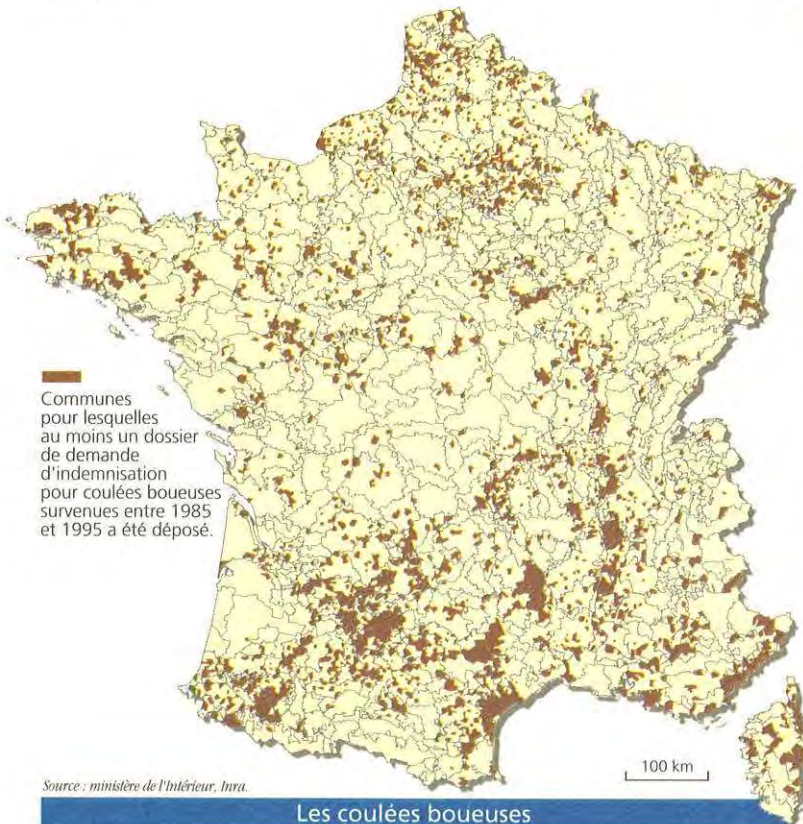 Communes
pour lesquelles
au moins un dossier
de demande
d'indemnisation
pour coulées boueuses
survenues entre 1985
et 1995 a été déposé.
100 km
Source : ministère de l'Intérieur, Inra.
Les coulées boueuses